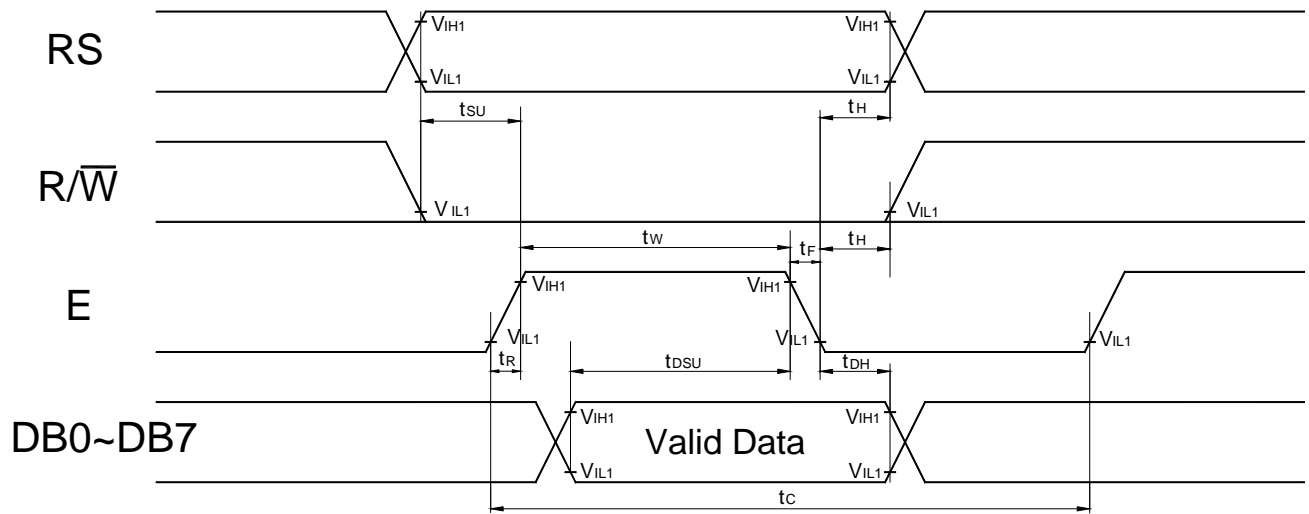 RS
VIH1
VIH1
VIL1
VIL1
tSU
tH
R/W̅
VIL1
VIL1
tW
tF
tH
E
VIH1
VIH1
VIL1
VIL1
VIL1
tR
tDSU
tDH
DB0~DB7
VIH1
VIH1
Valid Data
VIL1
VIL1
tC